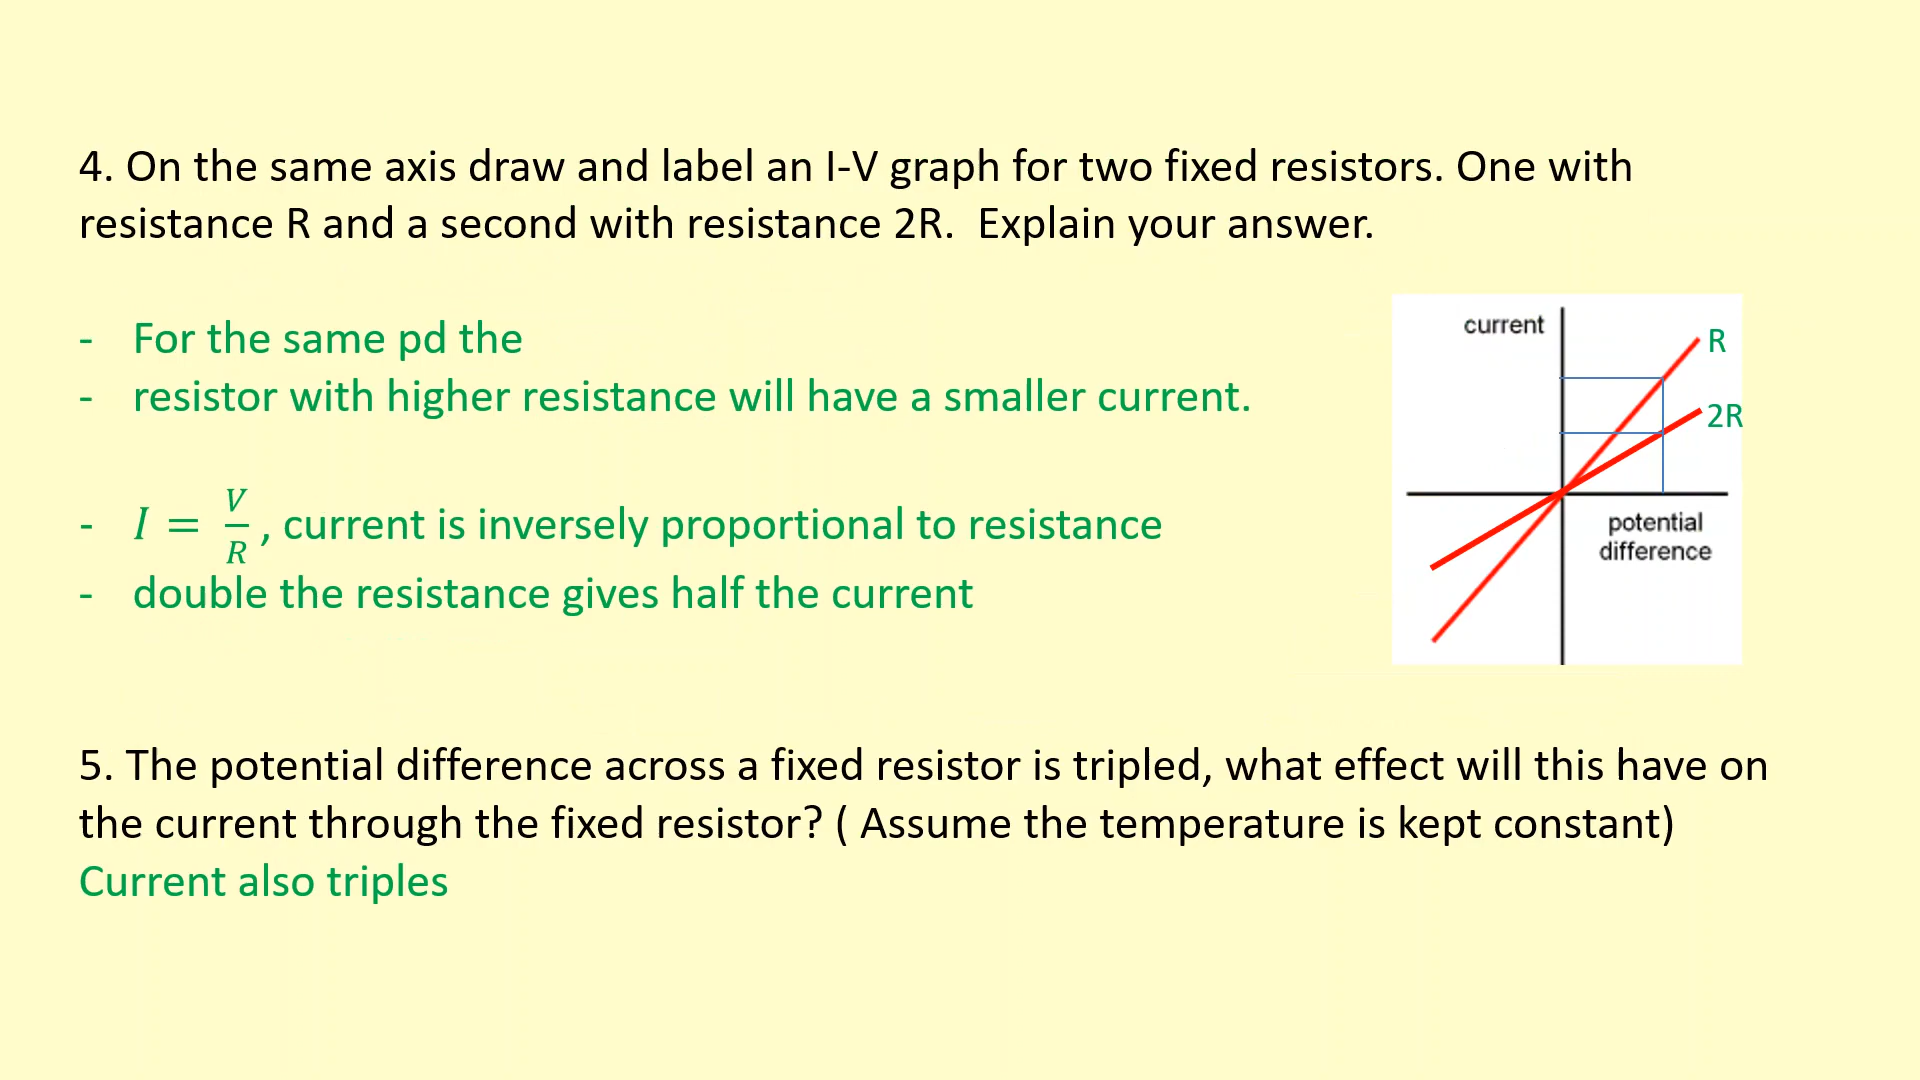 4. On the same axis draw and label an I-V graph for two fixed resistors. One with
resistance R and a second with resistance 2R.  Explain your answer.
- For the same pd the
- resistor with higher resistance will have a smaller current.
- I = V/R , current is inversely proportional to resistance
- double the resistance gives half the current
current
R
2R
potential
difference
5. The potential difference across a fixed resistor is tripled, what effect will this have on
the current through the fixed resistor? ( Assume the temperature is kept constant)
Current also triples